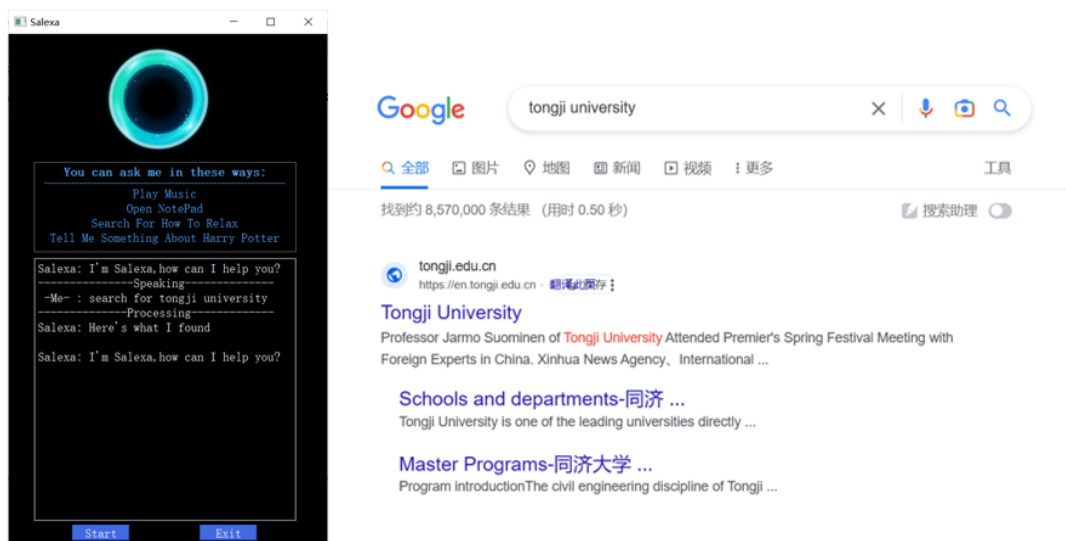 Salexa
You can ask me in these ways:
Play Music
Open NotePad
Search For How To Relax
Tell Me Something About Harry Potter
Salexa: I'm Salexa,how can I help you?
---------------Speaking--------------
-Me- : search for tongji university
--------------Processing-------------
Salexa: Here's what I found
Salexa: I'm Salexa,how can I help you?
Start Exit
Google tongji university
全部 图片 地图 新闻 视频 更多 工具
找到约 8,570,000 条结果 （用时 0.50 秒） 搜索助理
tongji.edu.cn
https://en.tongji.edu.cn ·
Tongji University
Professor Jarmo Suominen of Tongji University Attended Premier's Spring Festival Meeting with
Foreign Experts in China. Xinhua News Agency、International ...
Schools and departments-同济 ...
Tongji University is one of the leading universities directly ...
Master Programs-同济大学 ...
Program introductionThe civil engineering discipline of Tongji ...